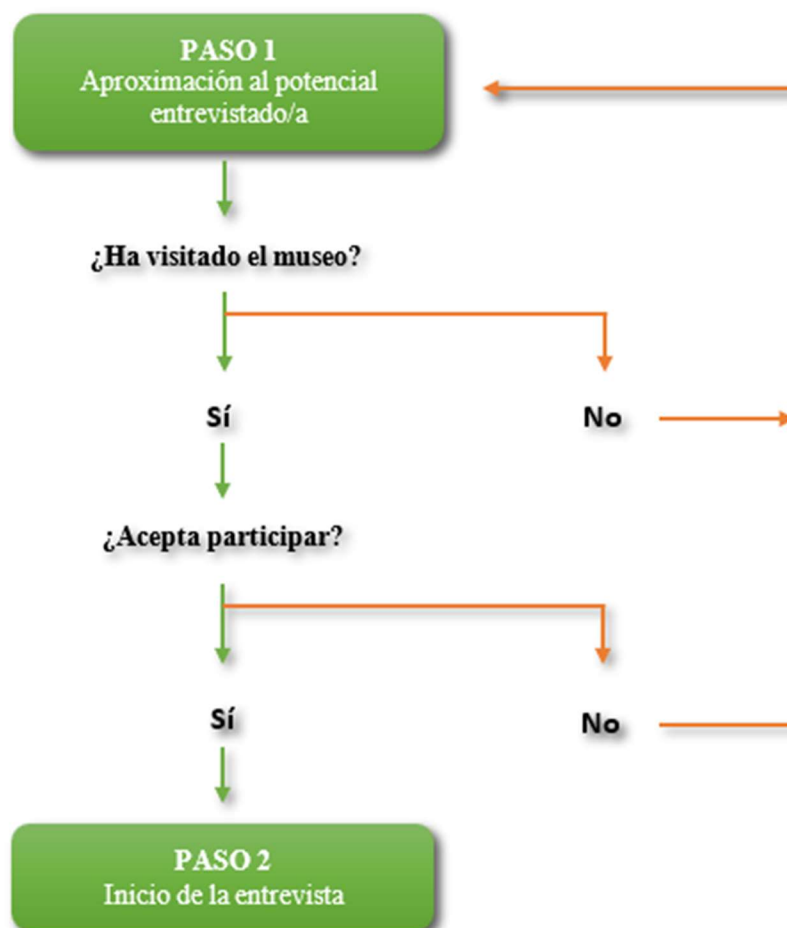 PASO 1
Aproximación al potencial
entrevistado/a
¿Ha visitado el museo?
Sí
No
¿Acepta participar?
Sí
No
PASO 2
Inicio de la entrevista